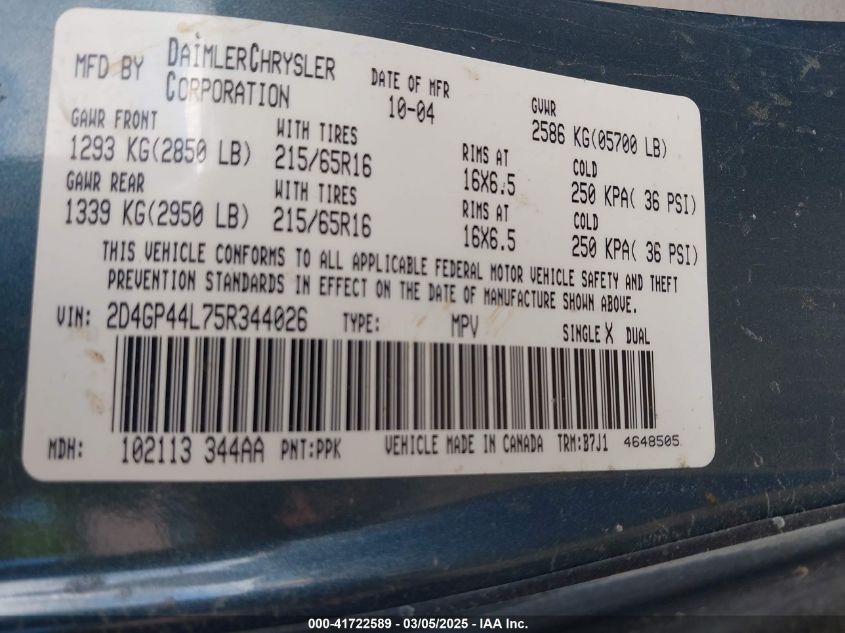 MFD BY DAIMLERCHRYSLER CORPORATION DATE OF MFR 10-04 GVWR 2586 KG(05700 LB)
GAWR FRONT WITH TIRES RIMS AT COLD
1293 KG(2850 LB) 215/65R16 16X6.5 250 KPA( 36 PSI)
GAWR REAR WITH TIRES RIMS AT COLD
1339 KG(2950 LB) 215/65R16 16X6.5 250 KPA( 36 PSI)
THIS VEHICLE CONFORMS TO ALL APPLICABLE FEDERAL MOTOR VEHICLE SAFETY AND THEFT
PREVENTION STANDARDS IN EFFECT ON THE DATE OF MANUFACTURE SHOWN ABOVE.
VIN: 2D4GP44L75R344026 TYPE: MPV SINGLE X DUAL
MDH: 102113 344AA PNT:PPK VEHICLE MADE IN CANADA TRM:B7J1 4648505
000-41722589 - 03/05/2025 - IAA Inc.